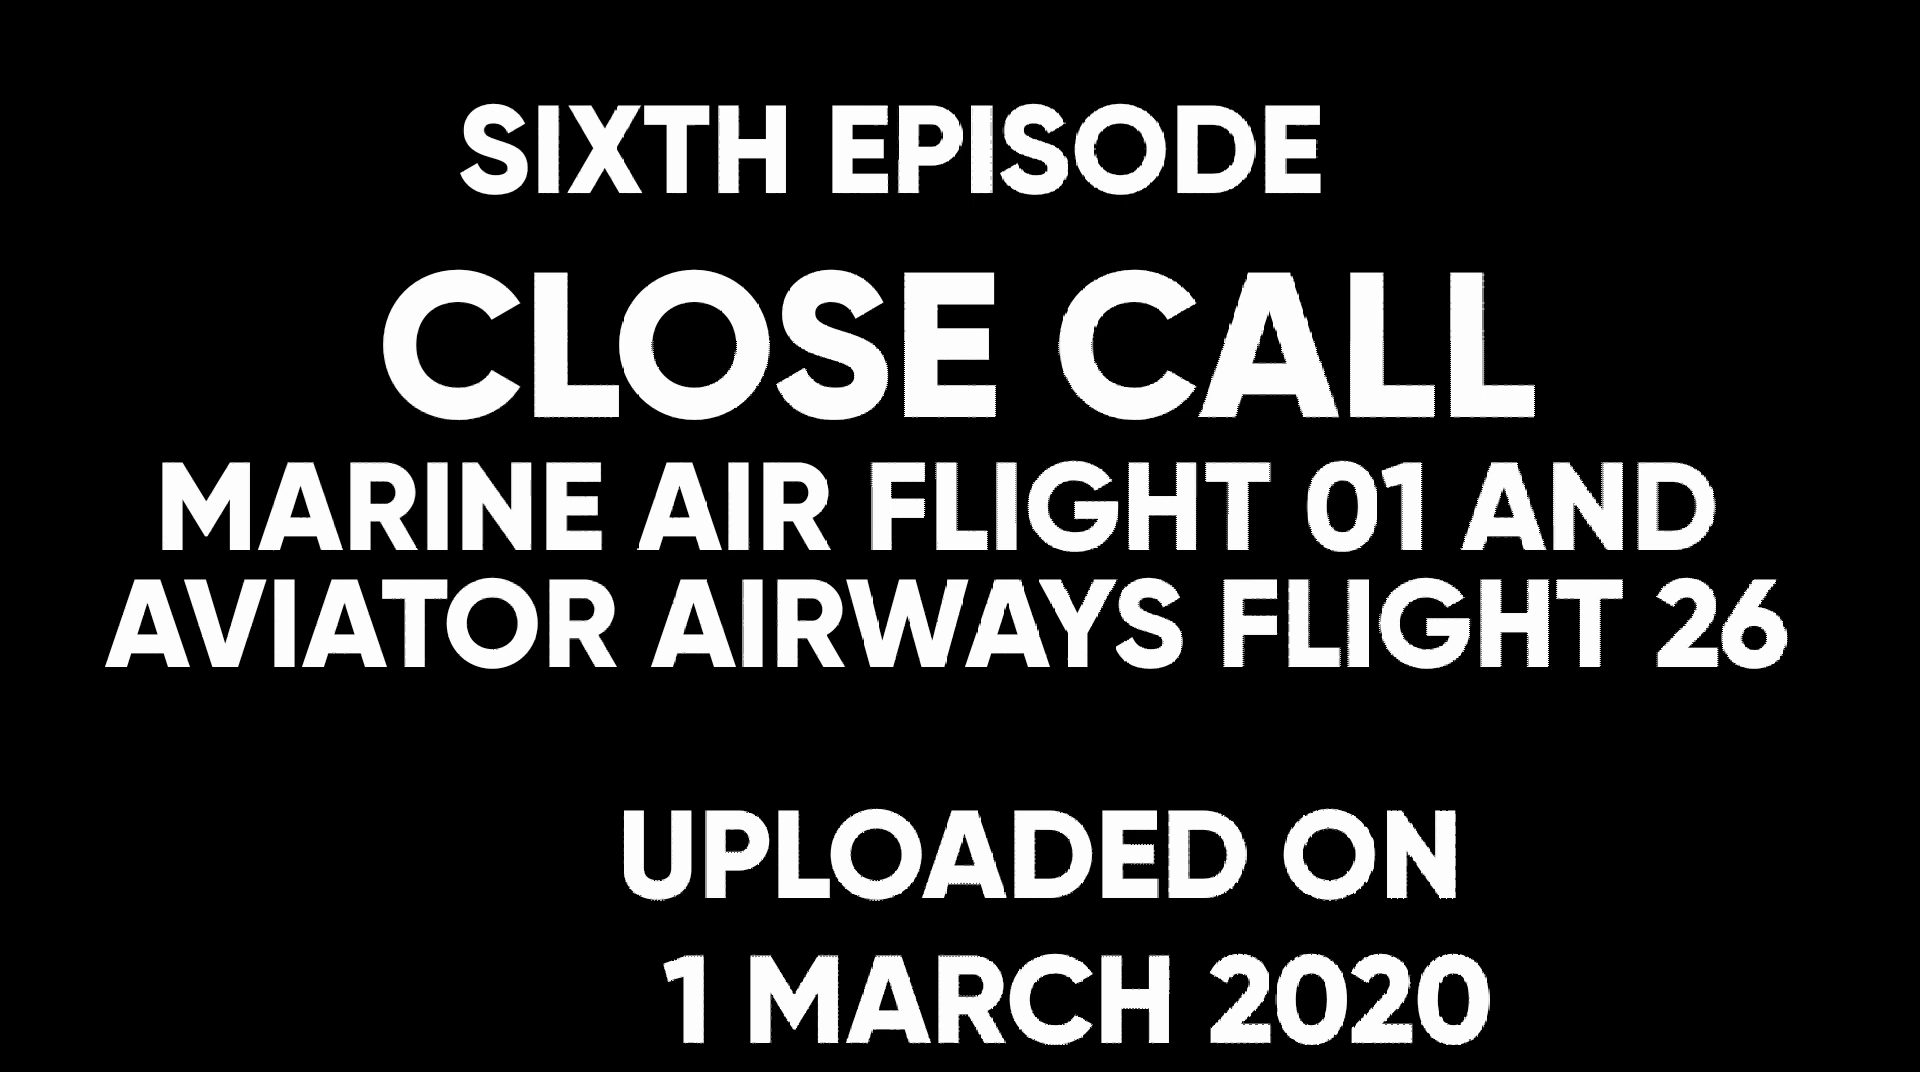 SIXTH EPISODE
CLOSE CALL
MARINE AIR FLIGHT 01 AND
AVIATOR AIRWAYS FLIGHT 26
UPLOADED ON
1 MARCH 2020